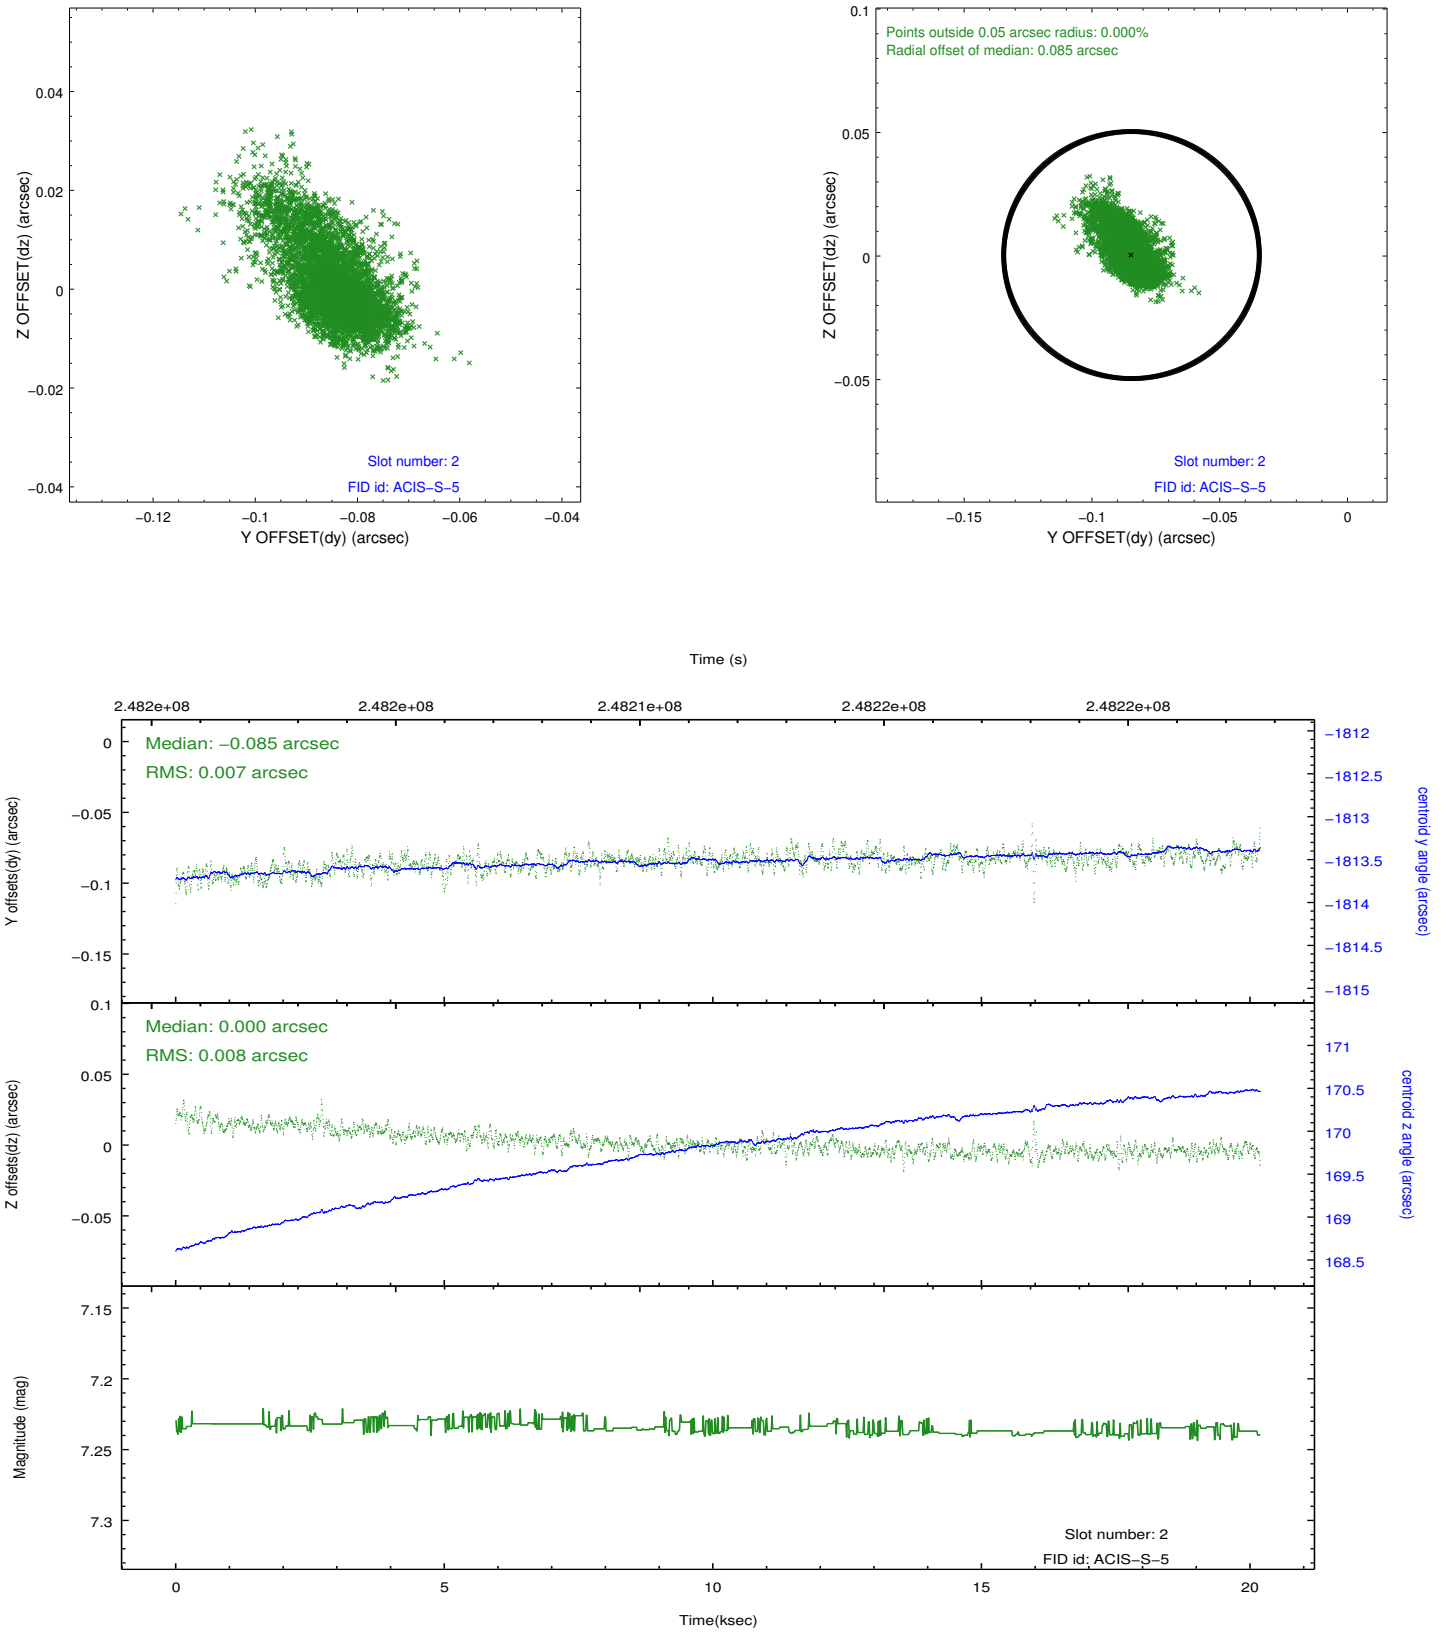 0.04
0.02
0
−0.02
−0.04
Z OFFSET(dz) (arcsec)
Slot number: 2
FID id: ACIS−S−5
−0.12
−0.1
−0.08
−0.06
−0.04
Y OFFSET(dy) (arcsec)
Points outside 0.05 arcsec radius: 0.000%
Radial offset of median: 0.085 arcsec
0.1
0.05
0
−0.05
Z OFFSET(dz) (arcsec)
Slot number: 2
FID id: ACIS−S−5
−0.15
−0.1
−0.05
0
Y OFFSET(dy) (arcsec)
Time (s)
2.482e+08
2.482e+08
2.4821e+08
2.4822e+08
2.4822e+08
Median: −0.085 arcsec
RMS: 0.007 arcsec
0
−0.05
−0.1
−0.15
Y offsets(dy) (arcsec)
−1812
−1812.5
−1813
−1813.5
−1814
−1814.5
−1815
centroid y angle (arcsec)
Median: 0.000 arcsec
RMS: 0.008 arcsec
0.1
0.05
0
−0.05
Z offsets(dz) (arcsec)
171
170.5
170
169.5
169
168.5
centroid z angle (arcsec)
7.15
7.2
7.25
7.3
Magnitude (mag)
Slot number: 2
FID id: ACIS−S−5
0
5
10
15
20
Time(ksec)